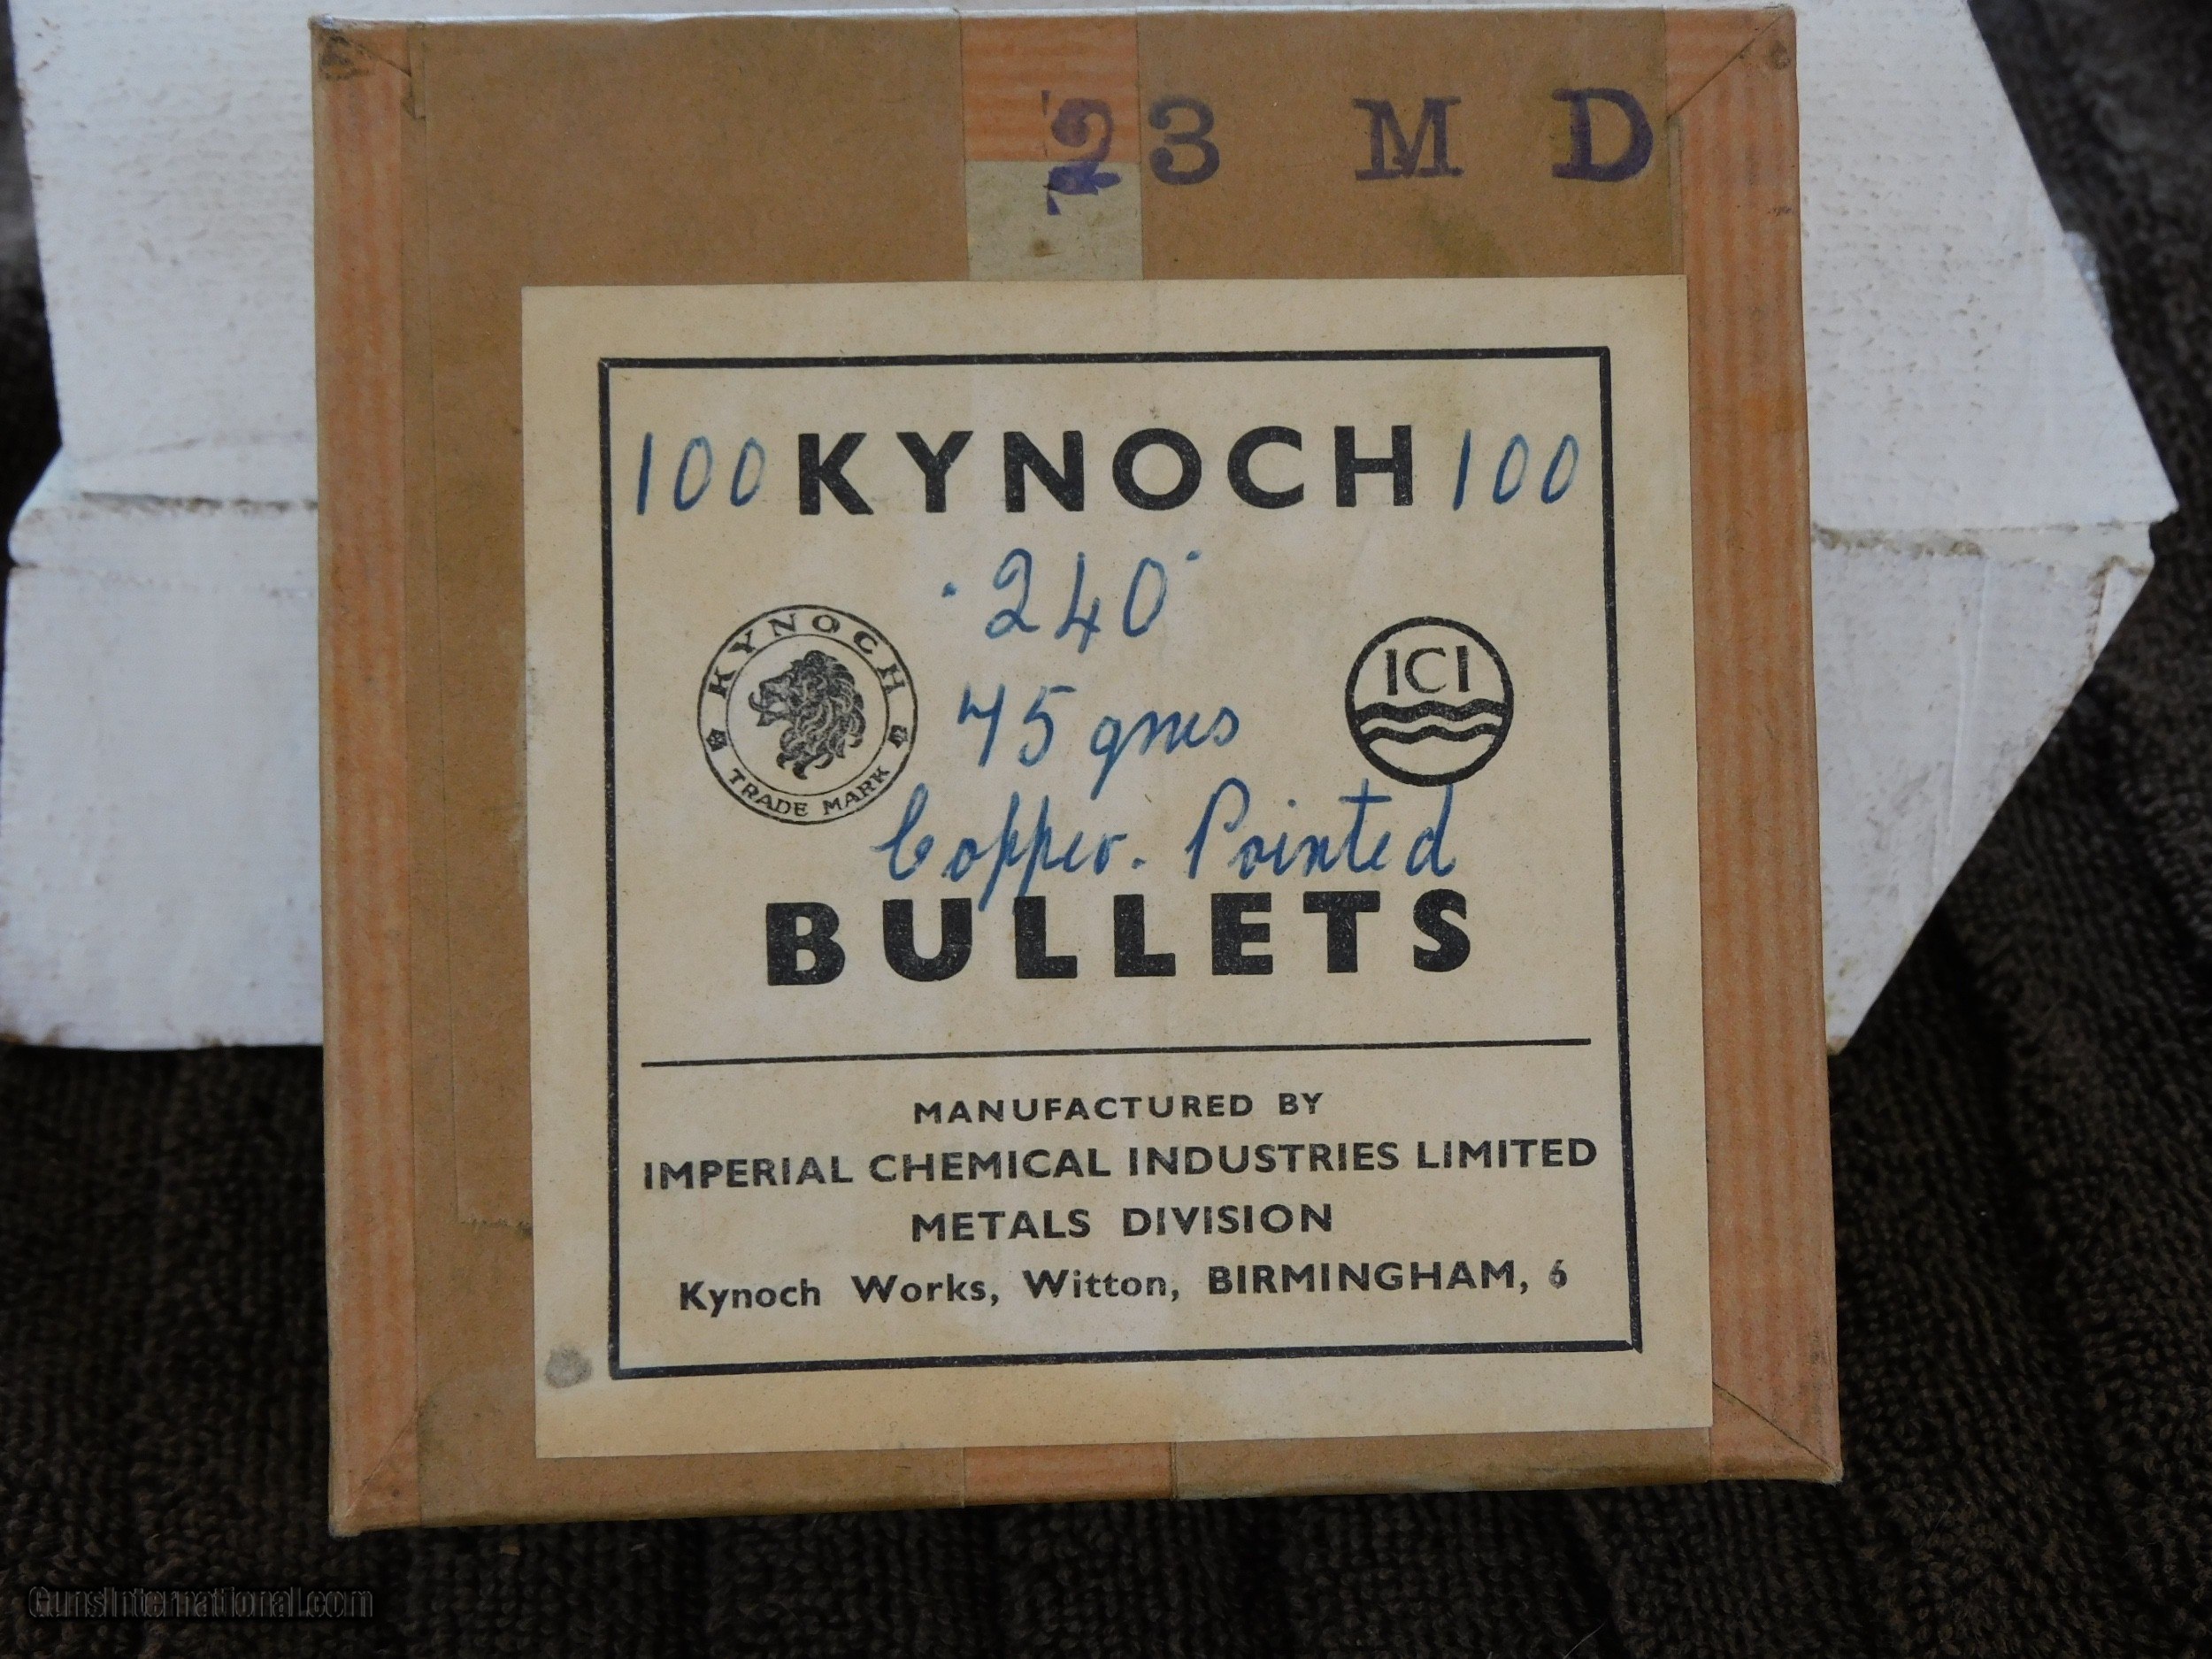 23 M D
100 KYNOCH 100
·240·
KYNOCH
TRADE MARK
ICI
75 grns
Copper. Pointed
BULLETS
MANUFACTURED BY
IMPERIAL CHEMICAL INDUSTRIES LIMITED
METALS DIVISION
Kynoch Works, Witton, BIRMINGHAM, 6
GunsInternational.com